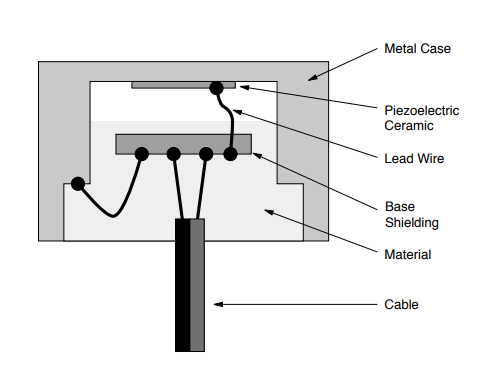 Metal Case
Piezoelectric
Ceramic
Lead Wire
Base
Shielding
Material
Cable